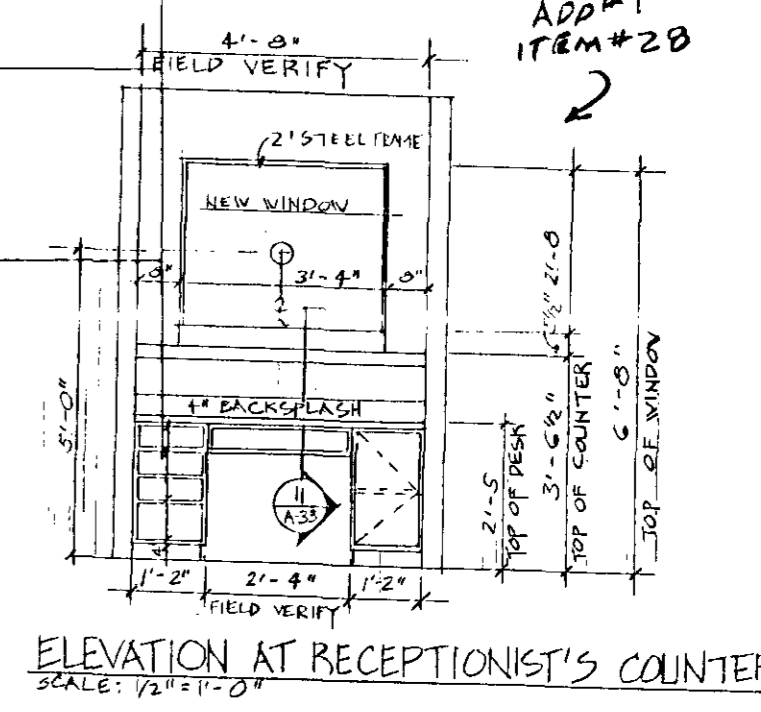 ADD#1
ITEM#28
4'-8"
FIELD VERIFY
2' STEEL FRAME
NEW WINDOW
8"
3'-4"
8"
5'-0"
4" BACKSPLASH
11
A-33
2'-5
TOP OF DESK
3'-6 1/2"
TOP OF COUNTER
2'-8
6'-8"
TOP OF WINDOW
1'-2"
2'-4"
1'-2"
FIELD VERIFY
ELEVATION AT RECEPTIONIST'S COUNTER
SCALE: 1/2"=1'-0"